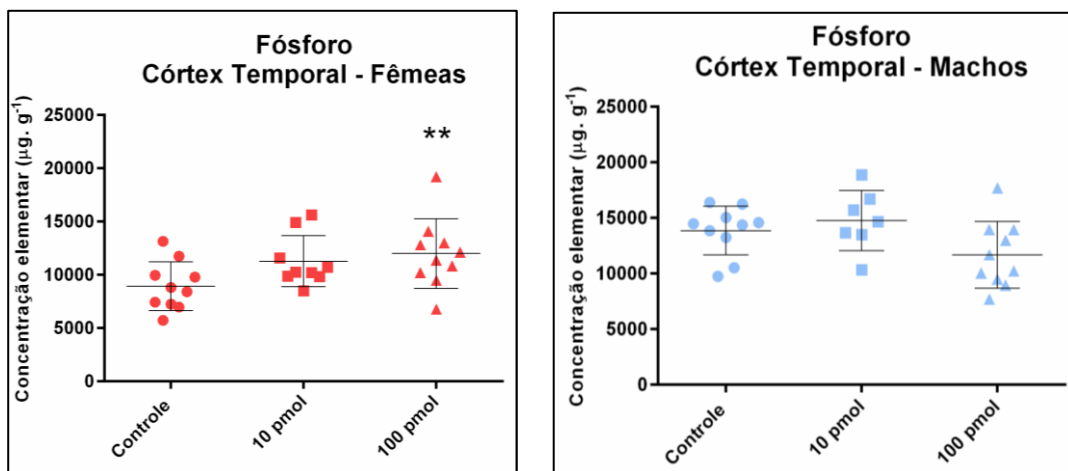 Fósforo
Córtex Temporal - Fêmeas
Concentração elementar (µg. g-1)
25000
20000
15000
10000
5000
0
**
Controle
10 pmol
100 pmol
Fósforo
Córtex Temporal - Machos
Concentração elementar (µg. g-1)
25000
20000
15000
10000
5000
0
Controle
10 pmol
100 pmol